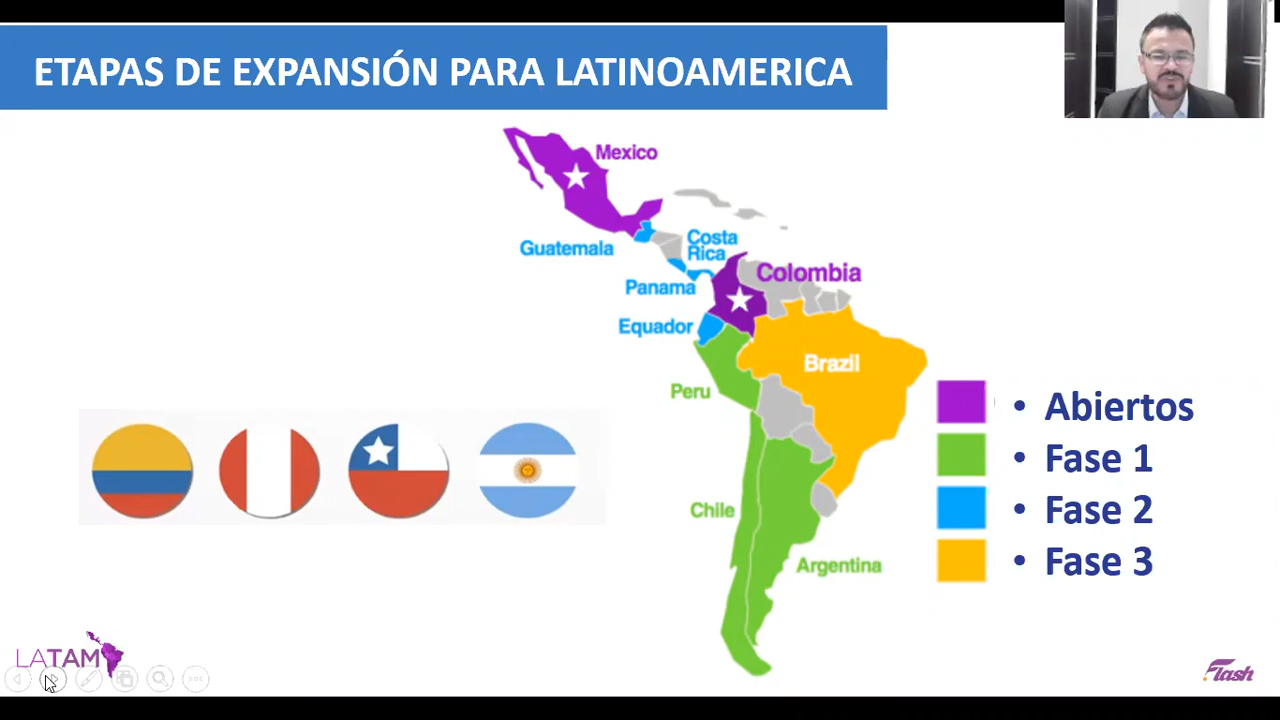 ETAPAS DE EXPANSIÓN PARA LATINOAMERICA
Mexico
Guatemala
Costa
Rica
Panama
Colombia
Equador
Brazil
Peru
Chile
Argentina
• Abiertos
• Fase 1
• Fase 2
• Fase 3
LATAM
Flash